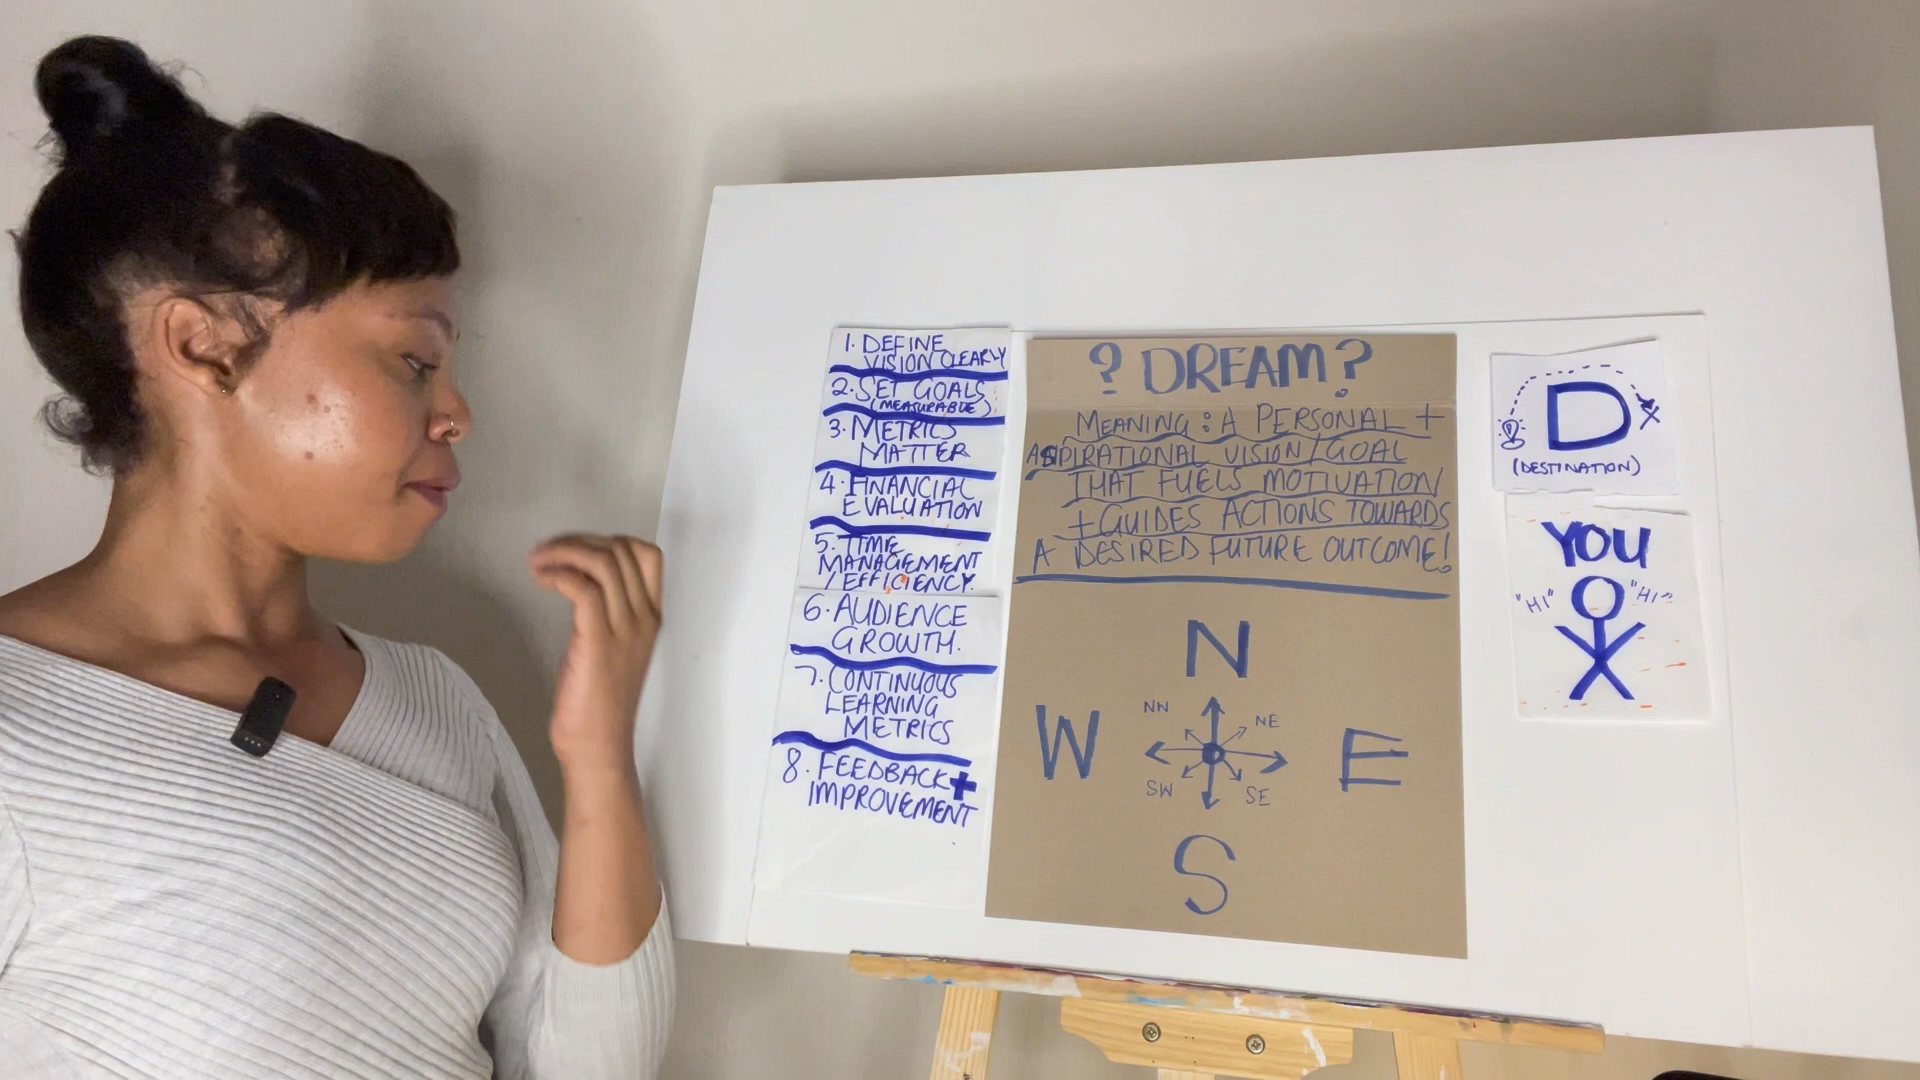 1. DEFINE
VISION CLEARLY
2. SET GOALS
(MEASURABLE)
3. METRICS
MATTER
4. FINANCIAL
EVALUATION
5. TIME
MANAGEMENT
/ EFFICIENCY.
6. AUDIENCE
GROWTH.
7. CONTINUOUS
LEARNING
METRICS
8. FEEDBACK +
IMPROVEMENT
? DREAM ?
MEANING : A PERSONAL +
ASPIRATIONAL VISION/GOAL
THAT FUELS MOTIVATION
+ GUIDES ACTIONS TOWARDS
A DESIRED FUTURE OUTCOME!
N
NW NE
W E
SW SE
S
D
X
(DESTINATION)
YOU
"HI" "HI"